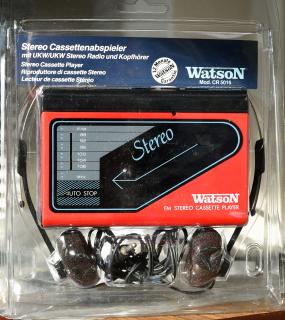 Stereo Cassettenabspieler
mit UKW/UKW Stereo Radio und Kopfhörer
Stereo Cassette Player
Riproduttore di cassette Stereo
Lecteur de cassette Stereo
WATSON
Mod. CR 5016
Stereo
AUTO STOP
WATSON
FM STEREO CASSETTE PLAYER